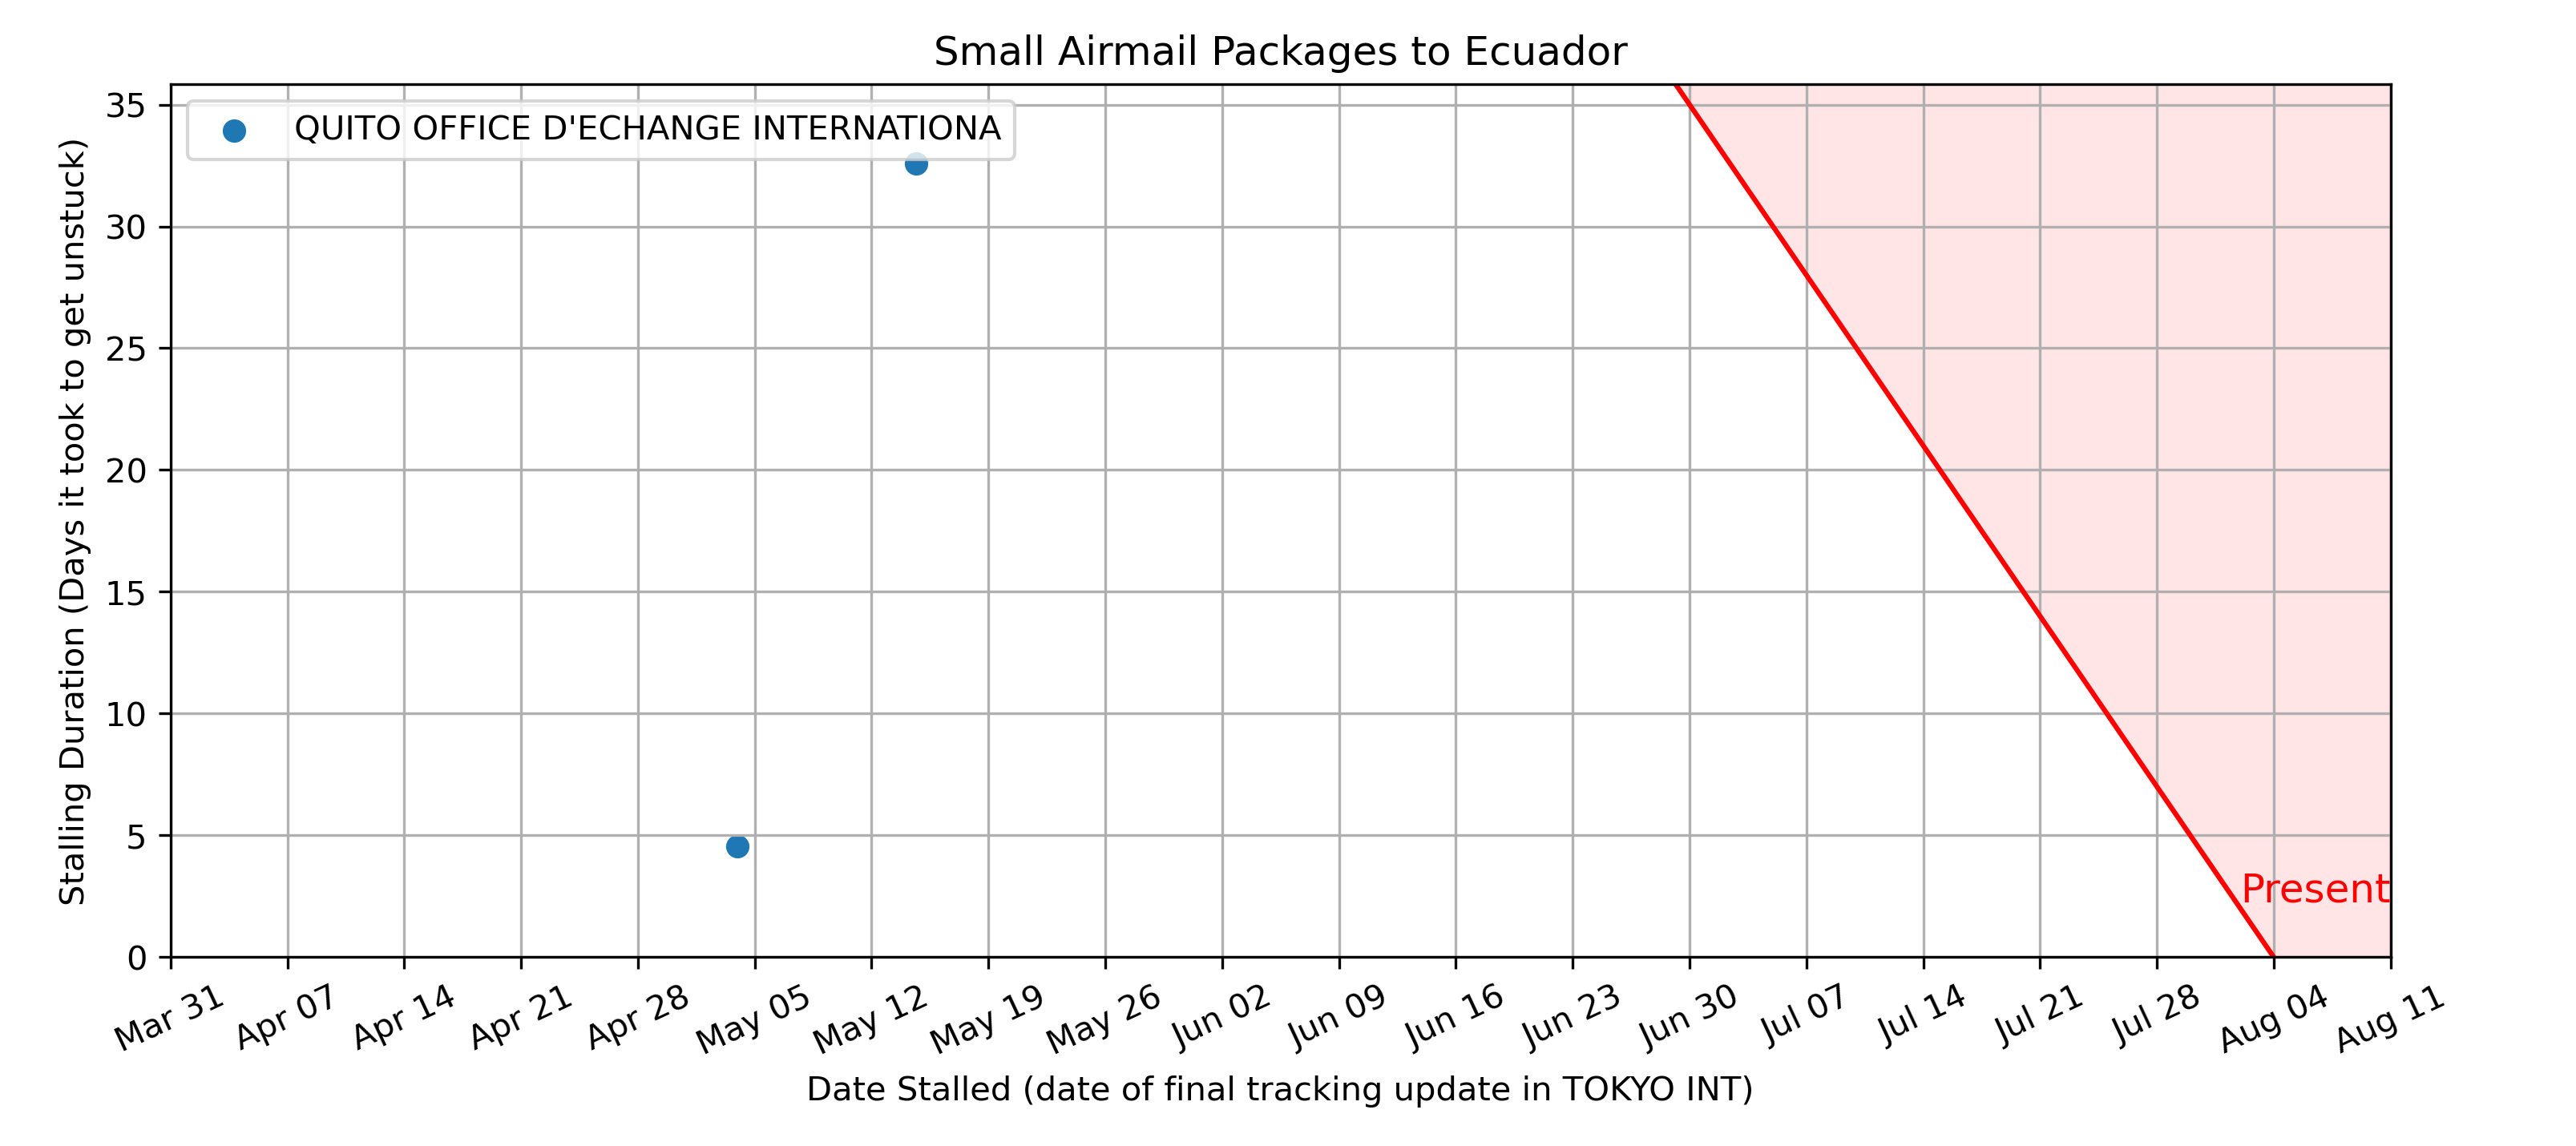 Small Airmail Packages to Ecuador
QUITO OFFICE D'ECHANGE INTERNATIONA
Stalling Duration (Days it took to get unstuck)
35
30
25
20
15
10
5
0
Present
Mar 31
Apr 07
Apr 14
Apr 21
Apr 28
May 05
May 12
May 19
May 26
Jun 02
Jun 09
Jun 16
Jun 23
Jun 30
Jul 07
Jul 14
Jul 21
Jul 28
Aug 04
Aug 11
Date Stalled (date of final tracking update in TOKYO INT)